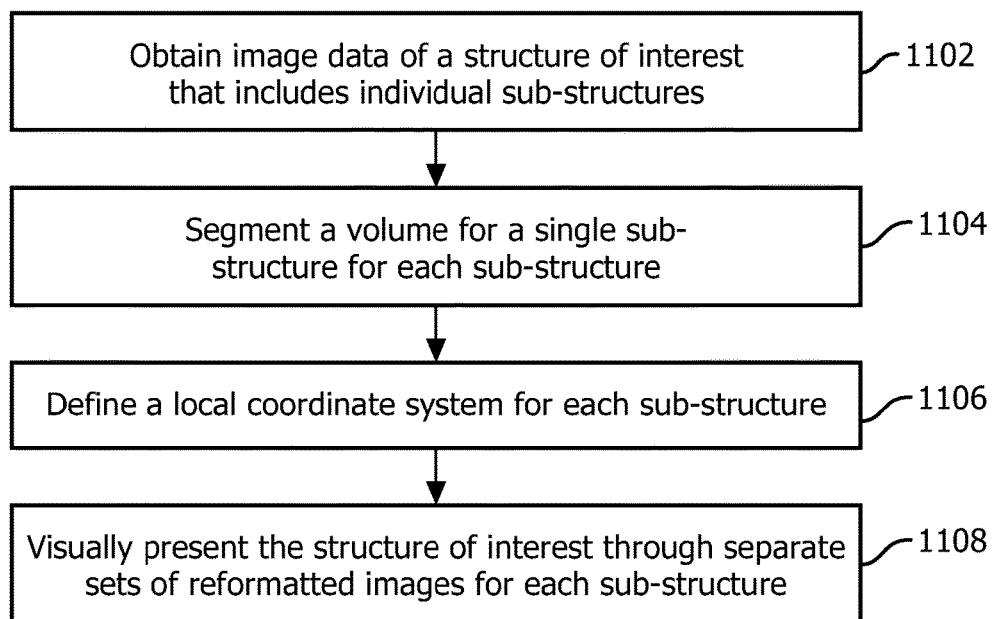 Obtain image data of a structure of interest
that includes individual sub-structures
1102
Segment a volume for a single sub-
structure for each sub-structure
1104
Define a local coordinate system for each sub-structure
1106
Visually present the structure of interest through separate
sets of reformatted images for each sub-structure
1108